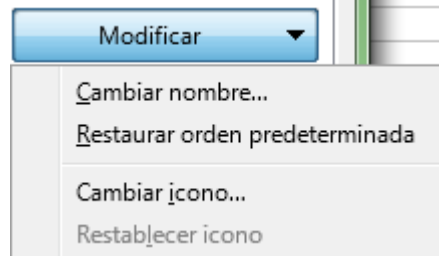 Modificar
Cambiar nombre...
Restaurar orden predeterminada
Cambiar icono...
Restablecer icono